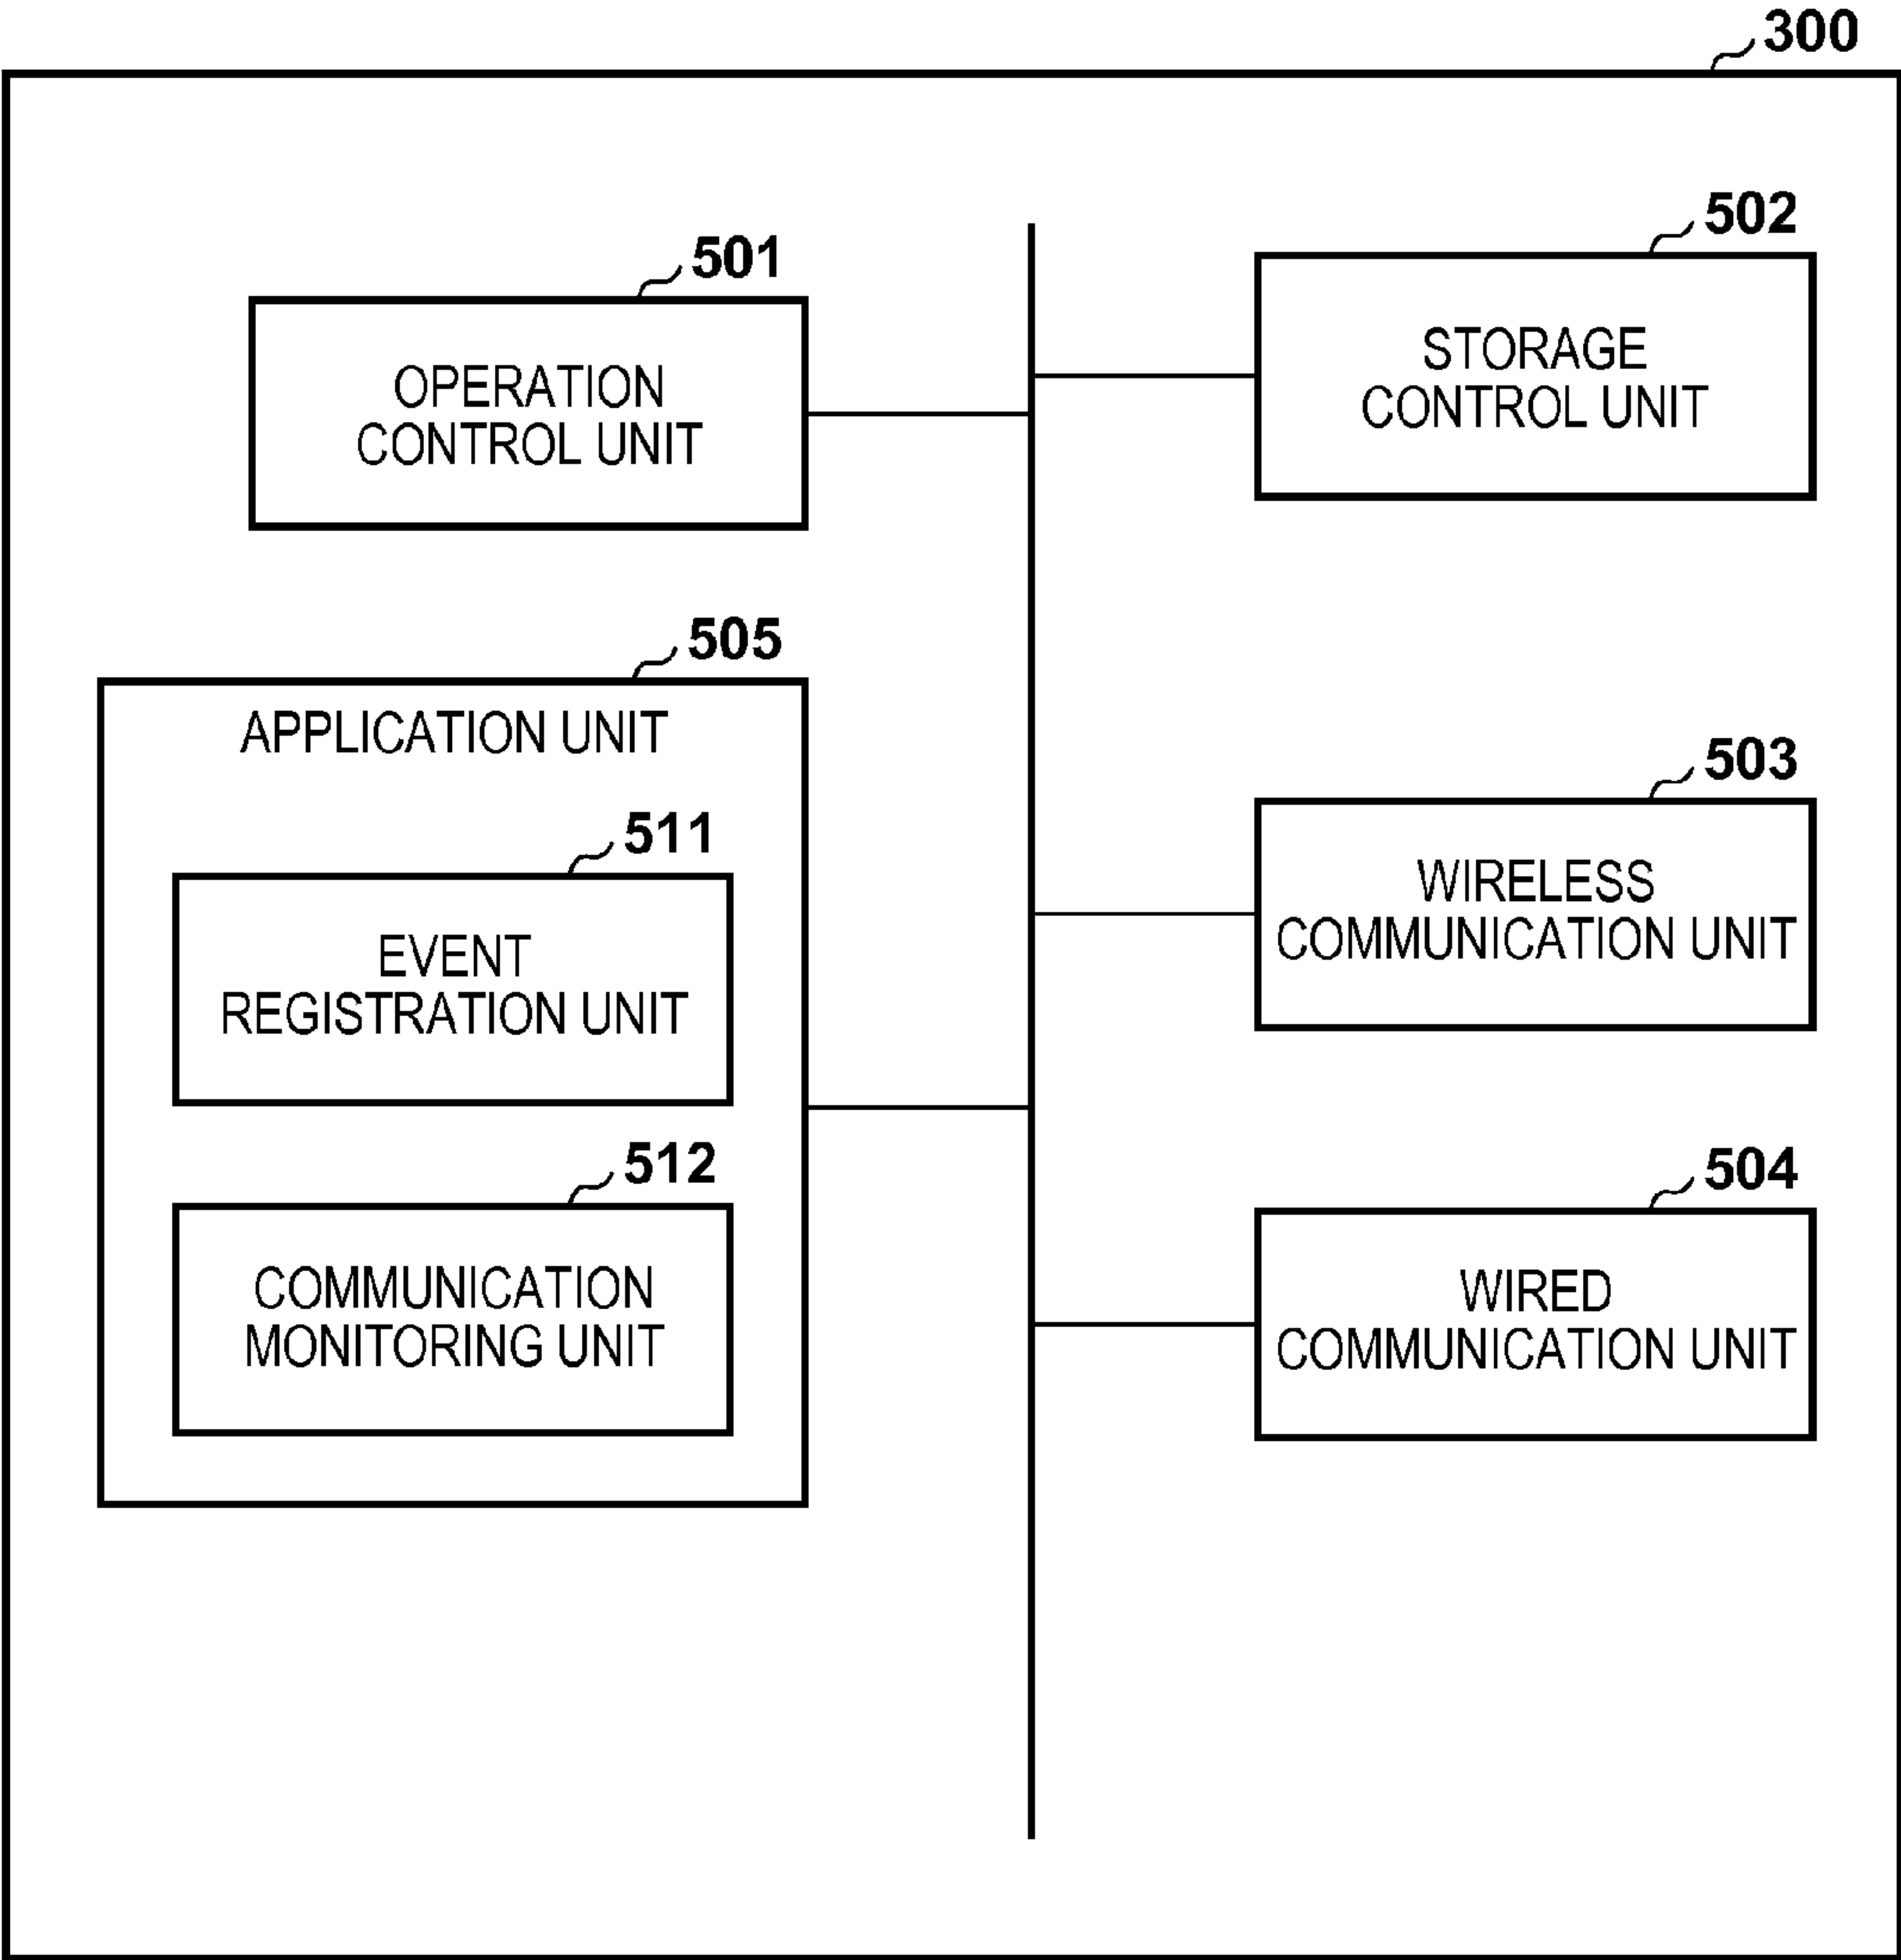 300
501
OPERATION
CONTROL UNIT
502
STORAGE
CONTROL UNIT
505
APPLICATION UNIT
511
EVENT
REGISTRATION UNIT
512
COMMUNICATION
MONITORING UNIT
503
WIRELESS
COMMUNICATION UNIT
504
WIRED
COMMUNICATION UNIT